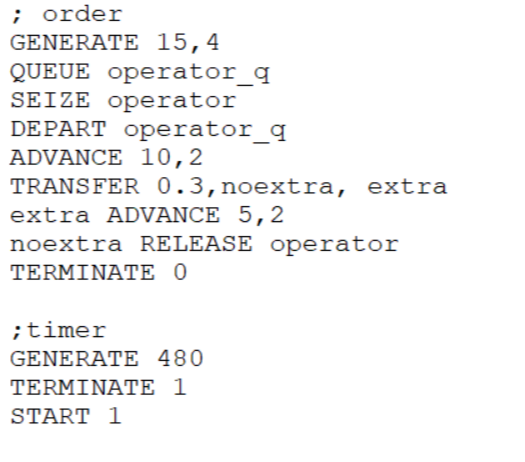 ; order
GENERATE 15,4
QUEUE operator_q
SEIZE operator
DEPART operator_q
ADVANCE 10,2
TRANSFER 0.3,noextra, extra
extra ADVANCE 5,2
noextra RELEASE operator
TERMINATE 0

;timer
GENERATE 480
TERMINATE 1
START 1